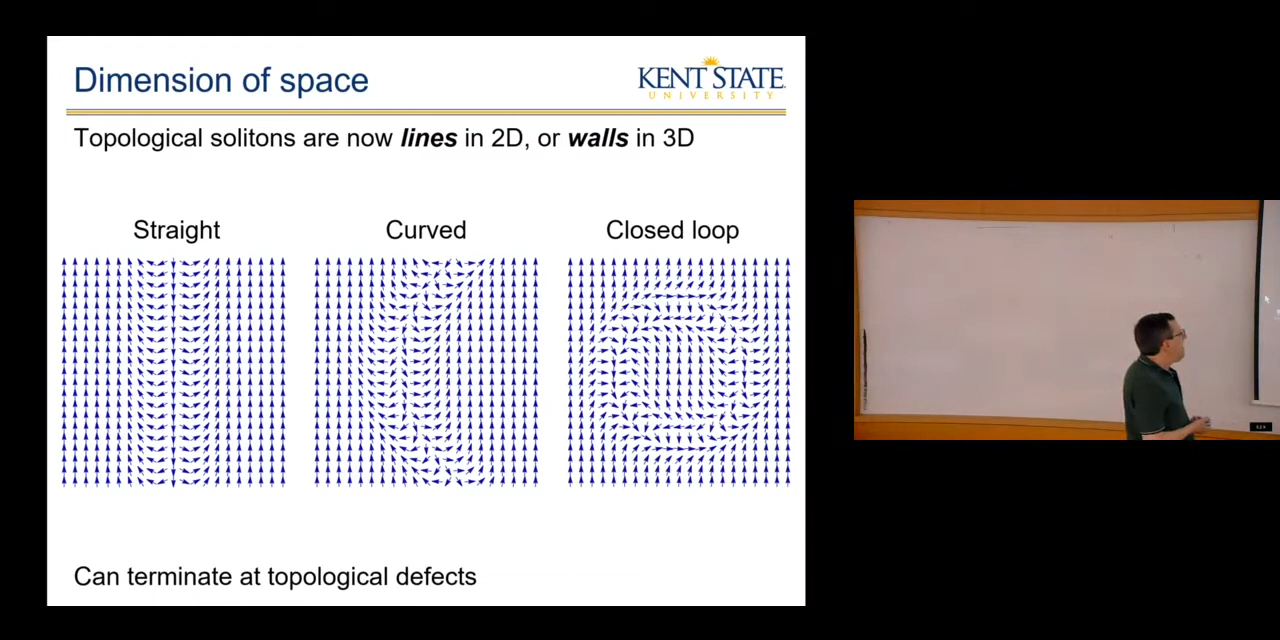 Dimension of space
KENT STATE
UNIVERSITY
Topological solitons are now lines in 2D, or walls in 3D
Straight
Curved
Closed loop
Can terminate at topological defects